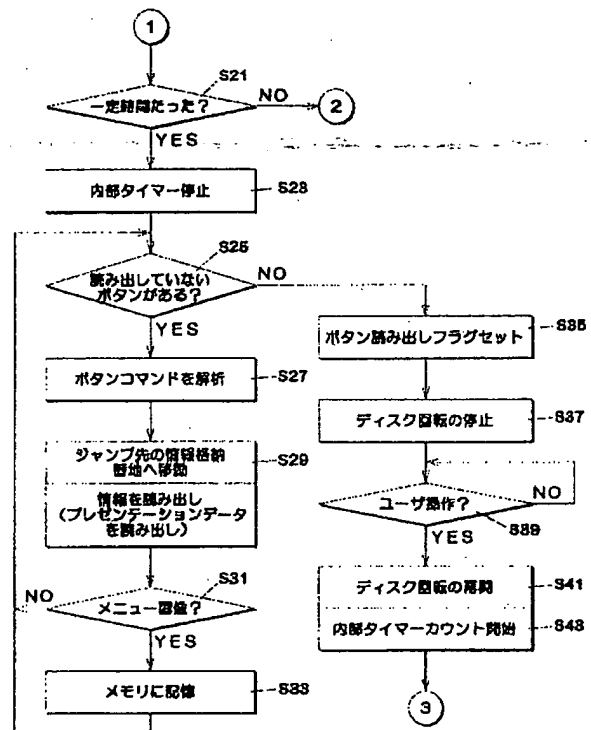 1
S21
一定時間たった？
NO
2
YES
内部タイマー停止
S23
S25
読み出していない
ボタンがある？
NO
YES
ボタンコマンドを解析
S27
ジャンプ先の情報格納
番地へ移動
S29
情報を読み出し
（プレゼンテーションデータ
を読み出し）
S31
NO
メニュー画像？
YES
メモリに記憶
S33
ボタン読み出しフラグセット
S35
ディスク回転の停止
S37
ユーザ操作？
NO
S39
YES
ディスク回転の再開
S41
内部タイマーカウント開始
S43
3